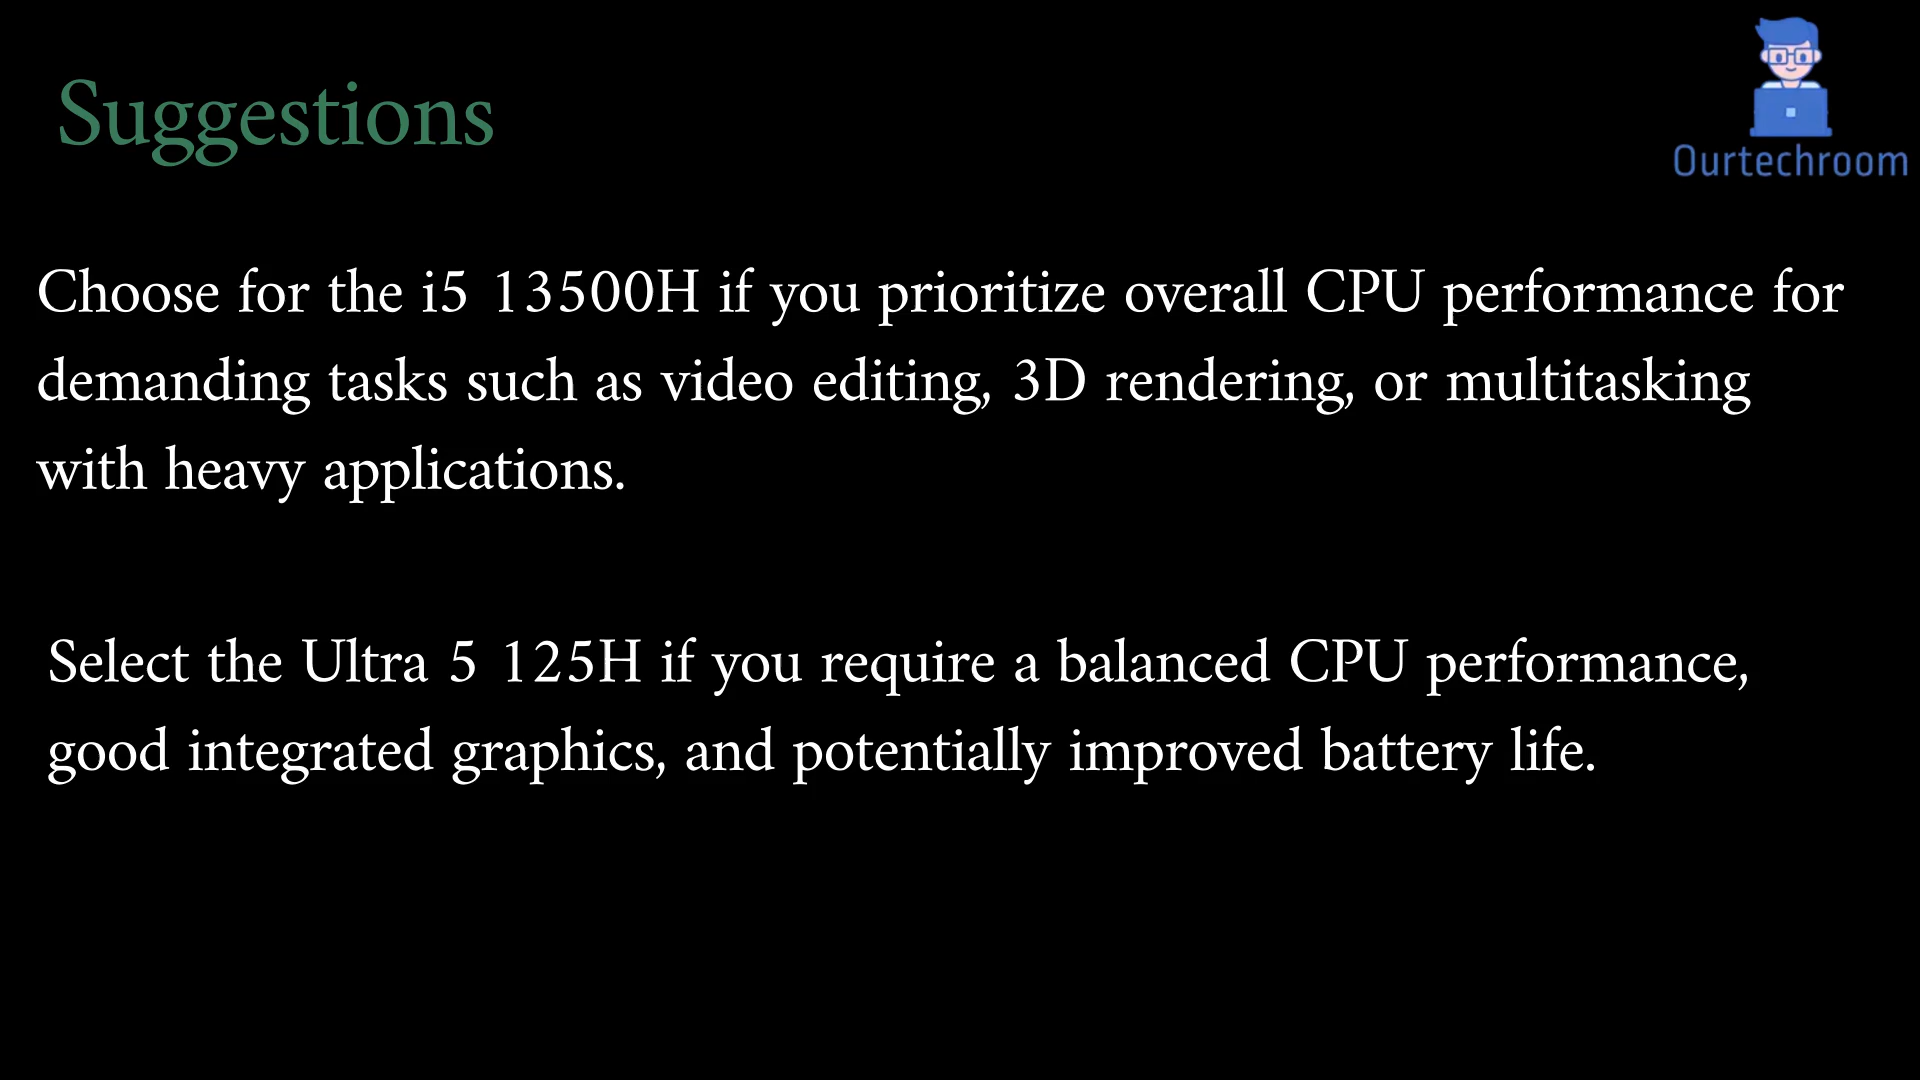 Suggestions
Ourtechroom
Choose for the i5 13500H if you prioritize overall CPU performance for
demanding tasks such as video editing, 3D rendering, or multitasking
with heavy applications.
Select the Ultra 5 125H if you require a balanced CPU performance,
good integrated graphics, and potentially improved battery life.